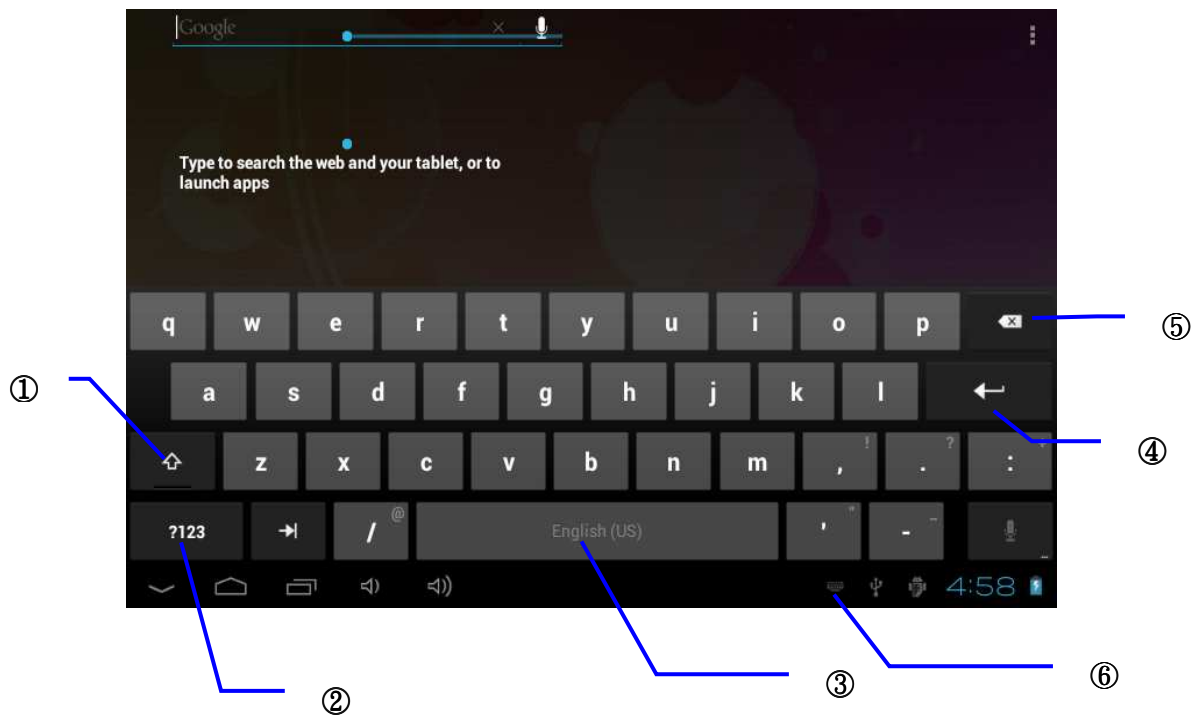 Google
Type to search the web and your tablet, or to
launch apps
q w e r t y u i o p
⑤
①
a s d f g h j k l
④
z x c v b n m , ! . ? :
?123 / @ English (US) ' " - _
4:58
⑥
③
②